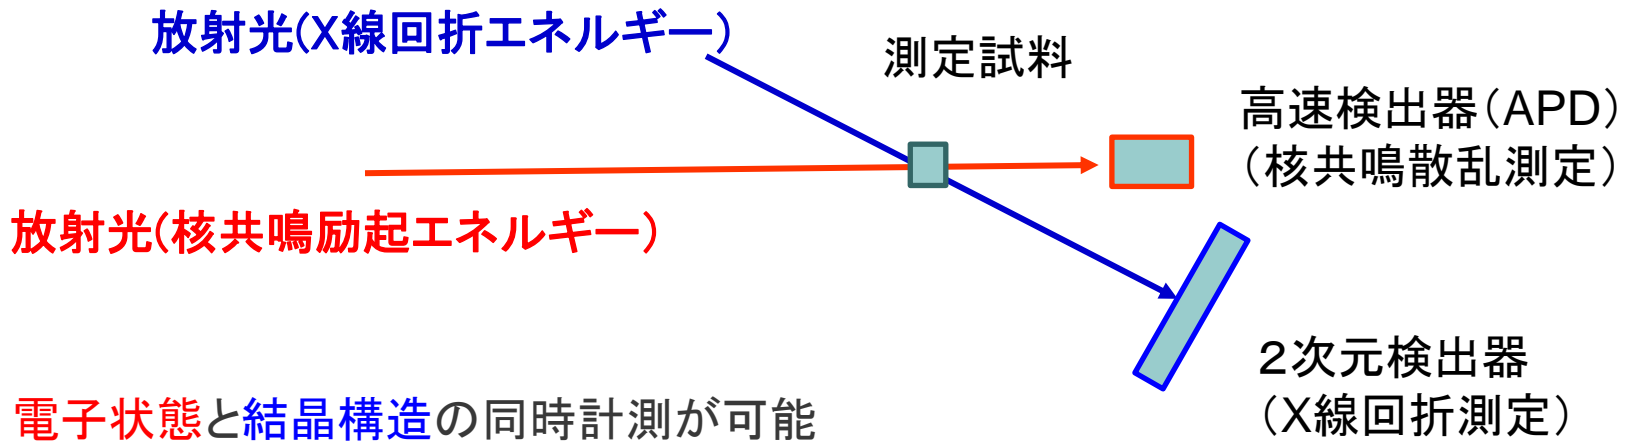 放射光(X線回折エネルギー)
測定試料
高速検出器(APD)
(核共鳴散乱測定)
放射光(核共鳴励起エネルギー)
２次元検出器
(X線回折測定)
電子状態と結晶構造の同時計測が可能